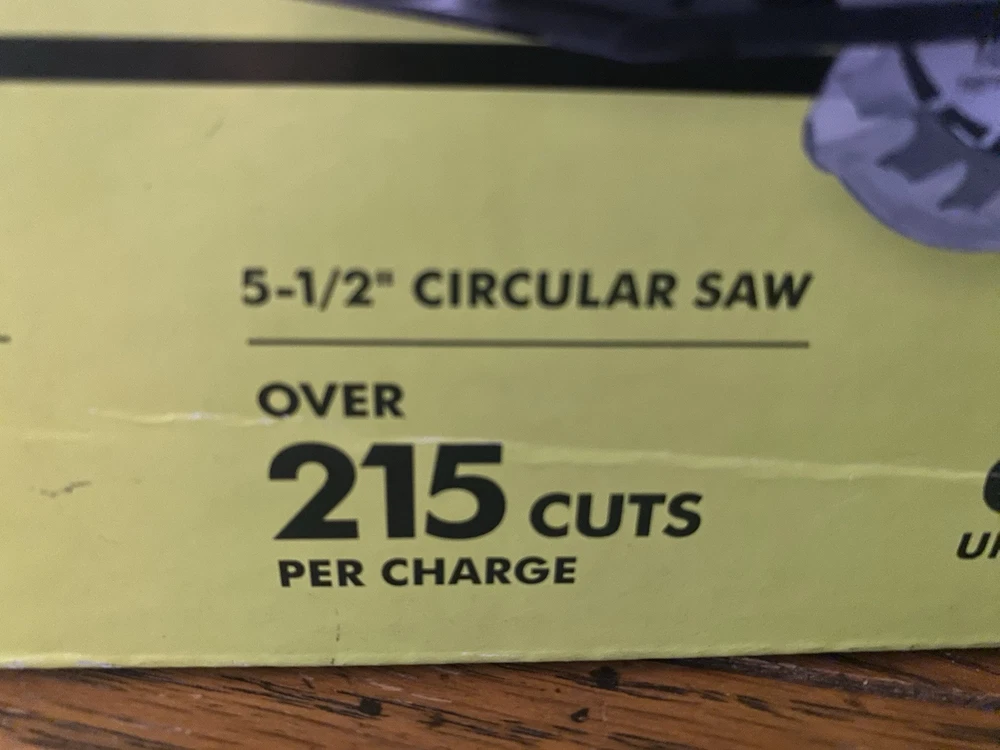 5-1/2" CIRCULAR SAW
OVER
215 CUTS
PER CHARGE